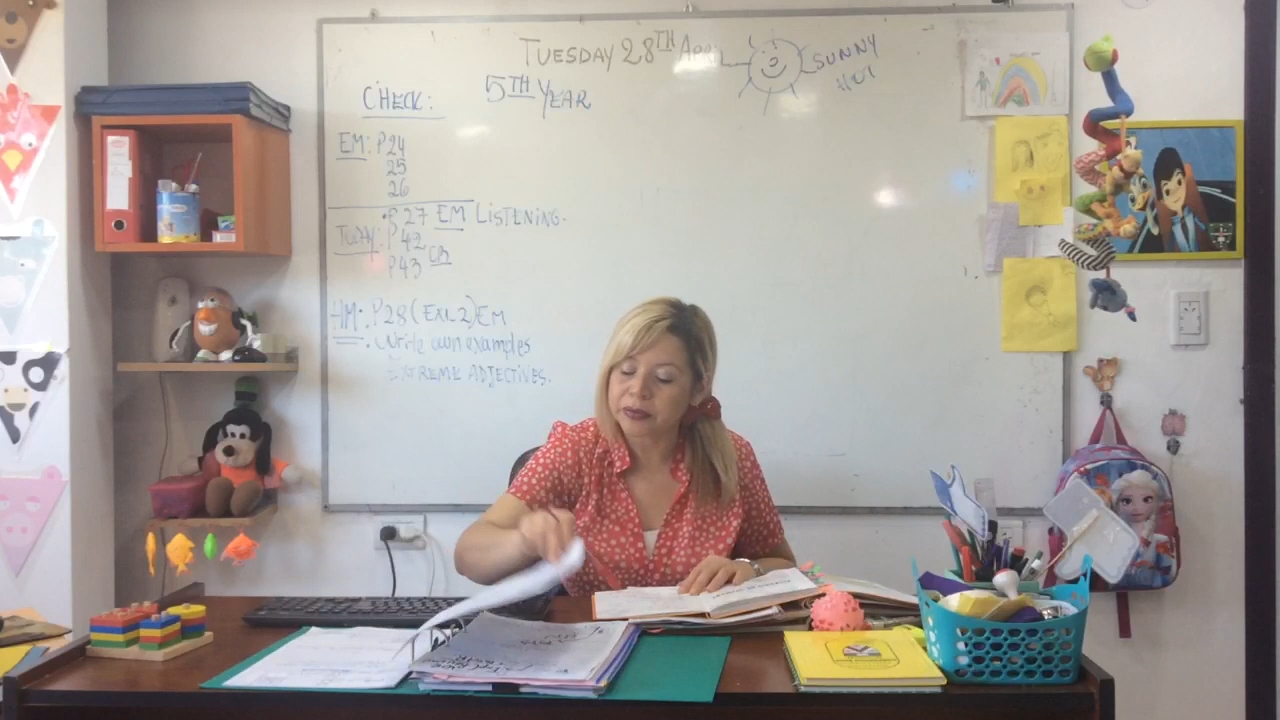 TUESDAY 28TH APRIL
SUNNY
HOT
5TH YEAR
CHECK:
EM: P24
25
26
TODAY: • P27 EM LISTENING.
P42
P43 CB
HM: P28 (EX1.2) EM
• Write own examples
EXTREME ADJECTIVES.